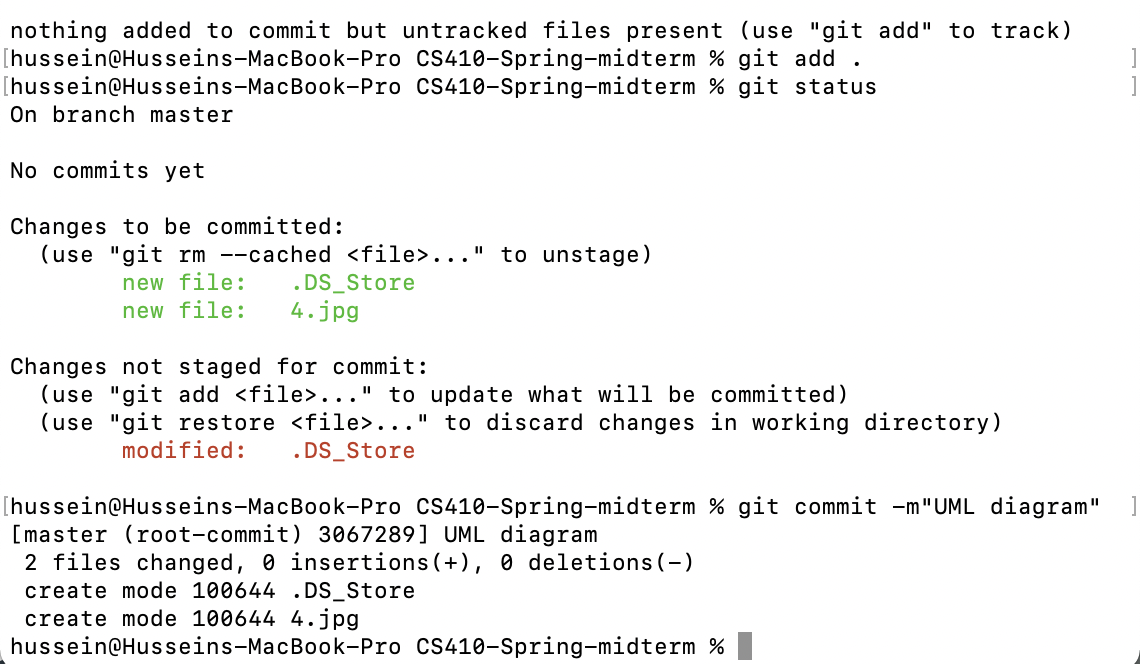 nothing added to commit but untracked files present (use "git add" to track)
[hussein@Husseins-MacBook-Pro CS410-Spring-midterm % git add . ]
[hussein@Husseins-MacBook-Pro CS410-Spring-midterm % git status ]
On branch master
No commits yet
Changes to be committed:
(use "git rm --cached <file>..." to unstage)
new file: .DS_Store
new file: 4.jpg
Changes not staged for commit:
(use "git add <file>..." to update what will be committed)
(use "git restore <file>..." to discard changes in working directory)
modified: .DS_Store
[hussein@Husseins-MacBook-Pro CS410-Spring-midterm % git commit -m"UML diagram" ]
[master (root-commit) 3067289] UML diagram
2 files changed, 0 insertions(+), 0 deletions(-)
create mode 100644 .DS_Store
create mode 100644 4.jpg
hussein@Husseins-MacBook-Pro CS410-Spring-midterm %